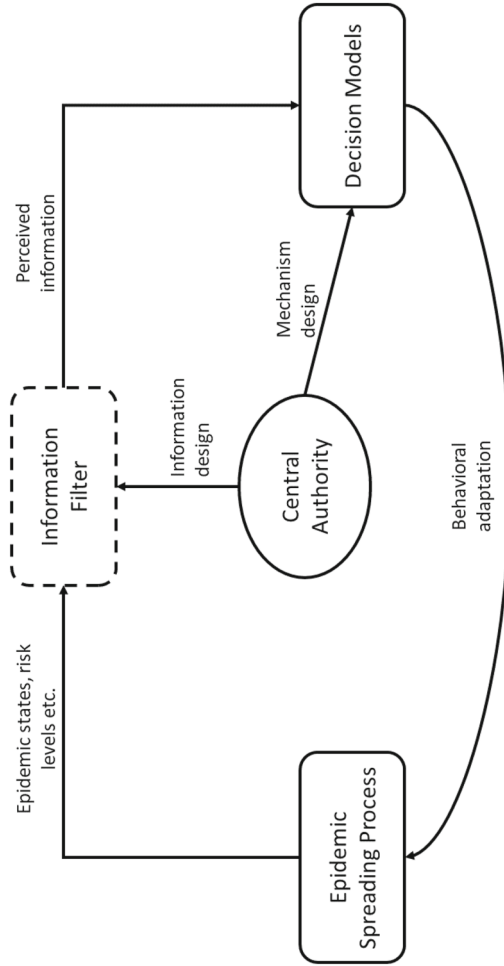 Epidemic states, risk
levels etc.
Information
Filter
Perceived
information
Information
design
Epidemic
Spreading Process
Central
Authority
Mechanism
design
Decision Models
Behavioral
adaptation